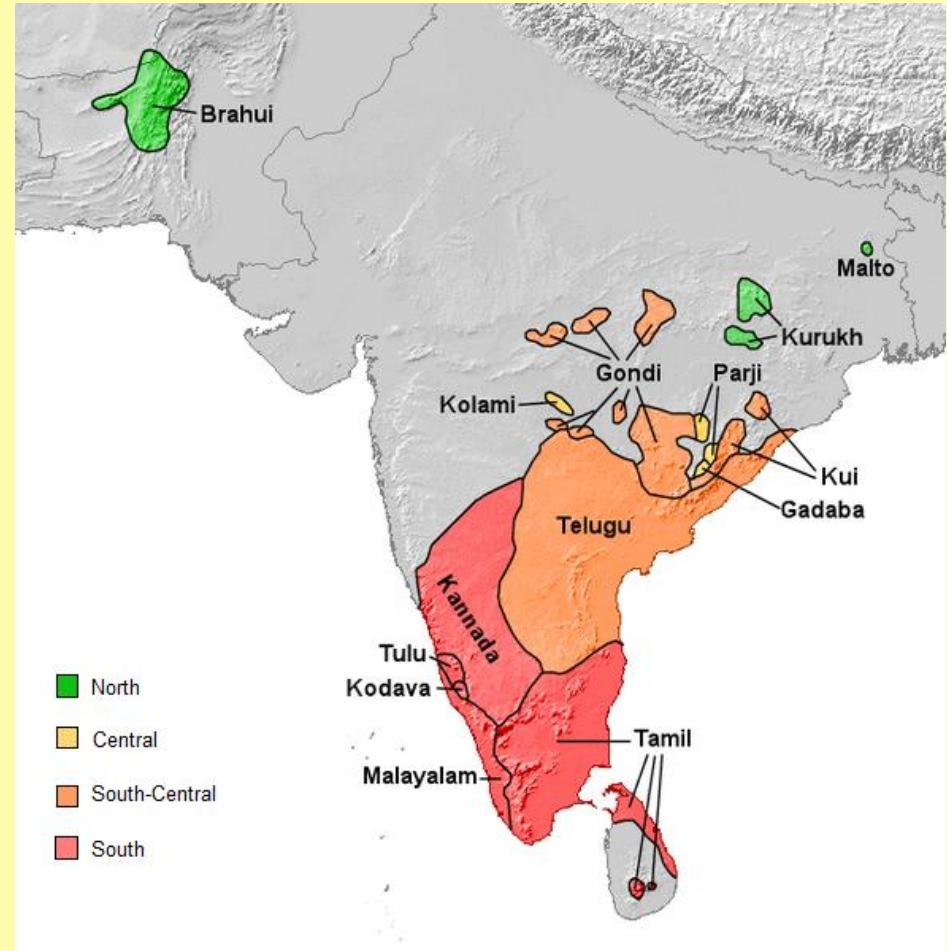 Brahui
Malto
Kurukh
Gondi
Parji
Kolami
Kui
Gadaba
Telugu
Kannada
Tulu
Kodava
North
Central
Tamil
Malayalam
South-Central
South